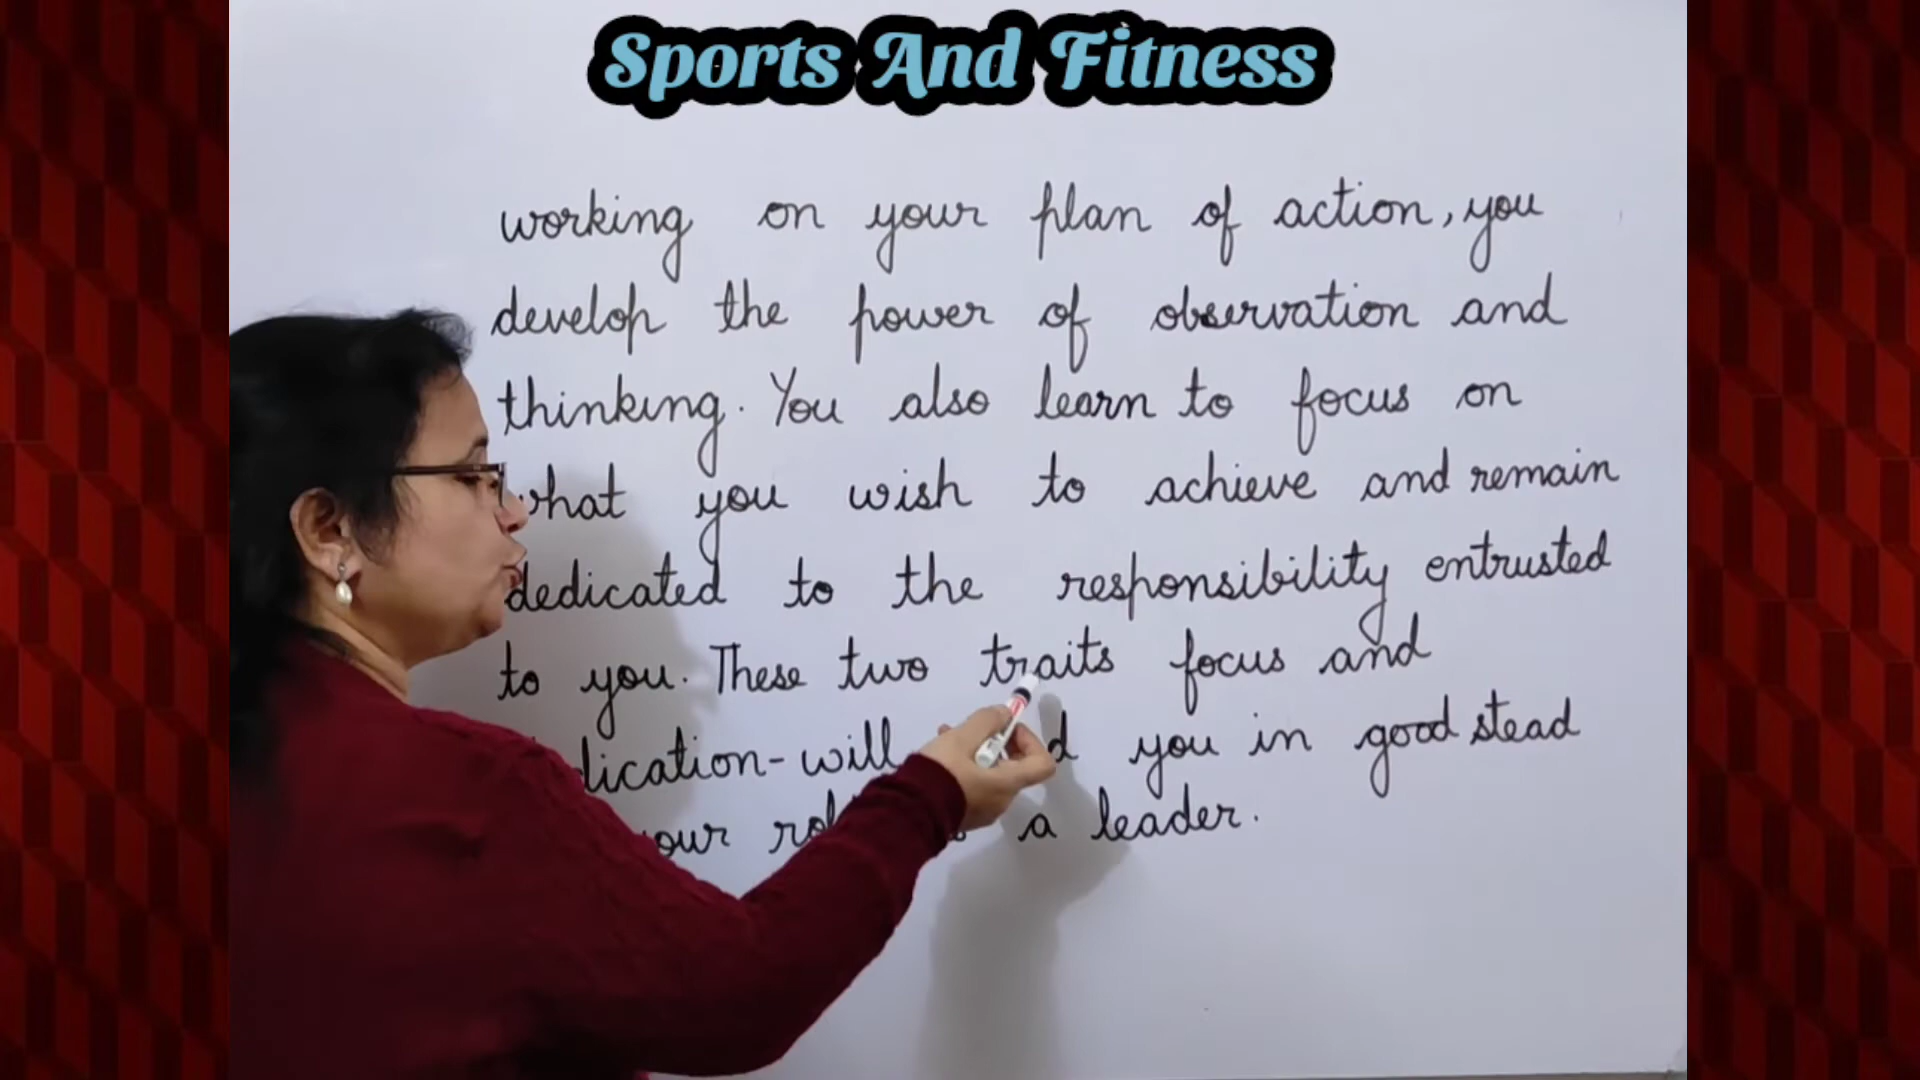 Sports And Fitness
working on your plan of action, you
develop the power of observation and
thinking. You also learn to focus on
what you wish to achieve and remain
dedicated to the responsibility entrusted
to you. These two traits focus and
will you in good stead
a leader.